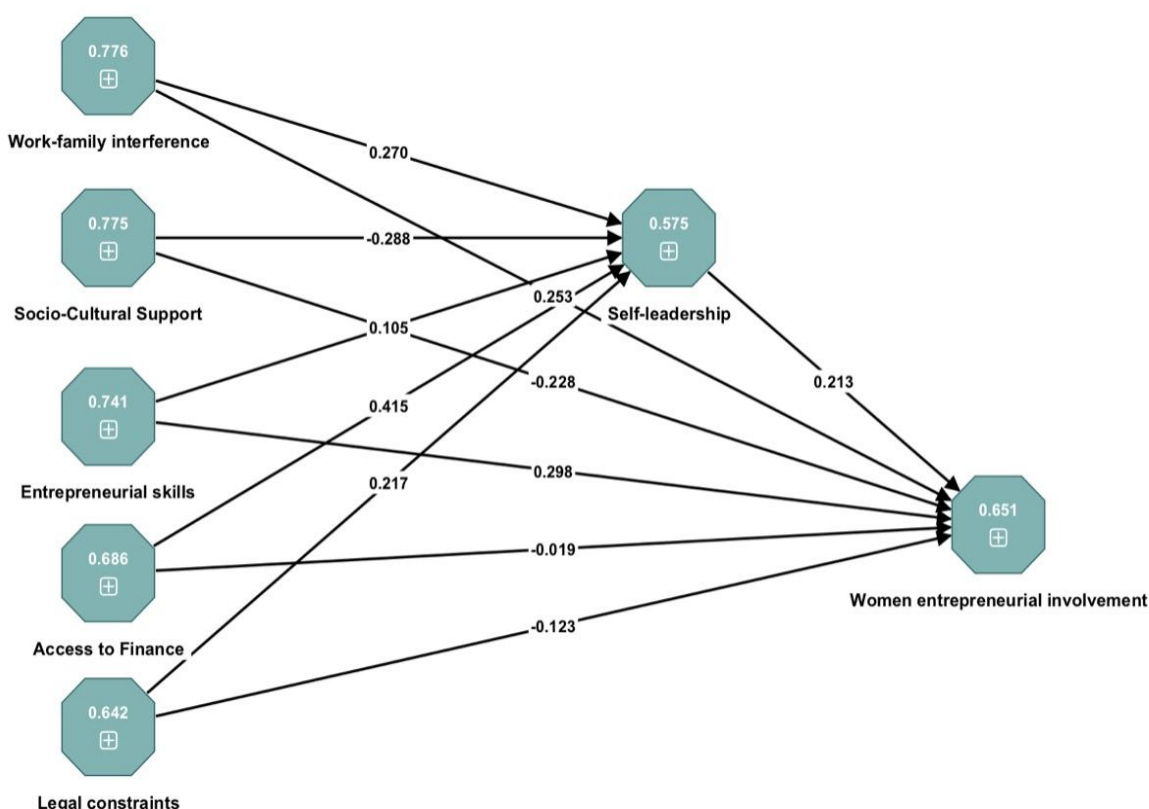 0.776
Work-family interference
0.270
0.775
-0.288
0.575
Socio-Cultural Support
0.253
Self-leadership
0.105
-0.228
0.213
0.741
0.415
Entrepreneurial skills
0.298
0.217
0.651
0.686
-0.019
Access to Finance
Women entrepreneurial involvement
-0.123
0.642
Legal constraints